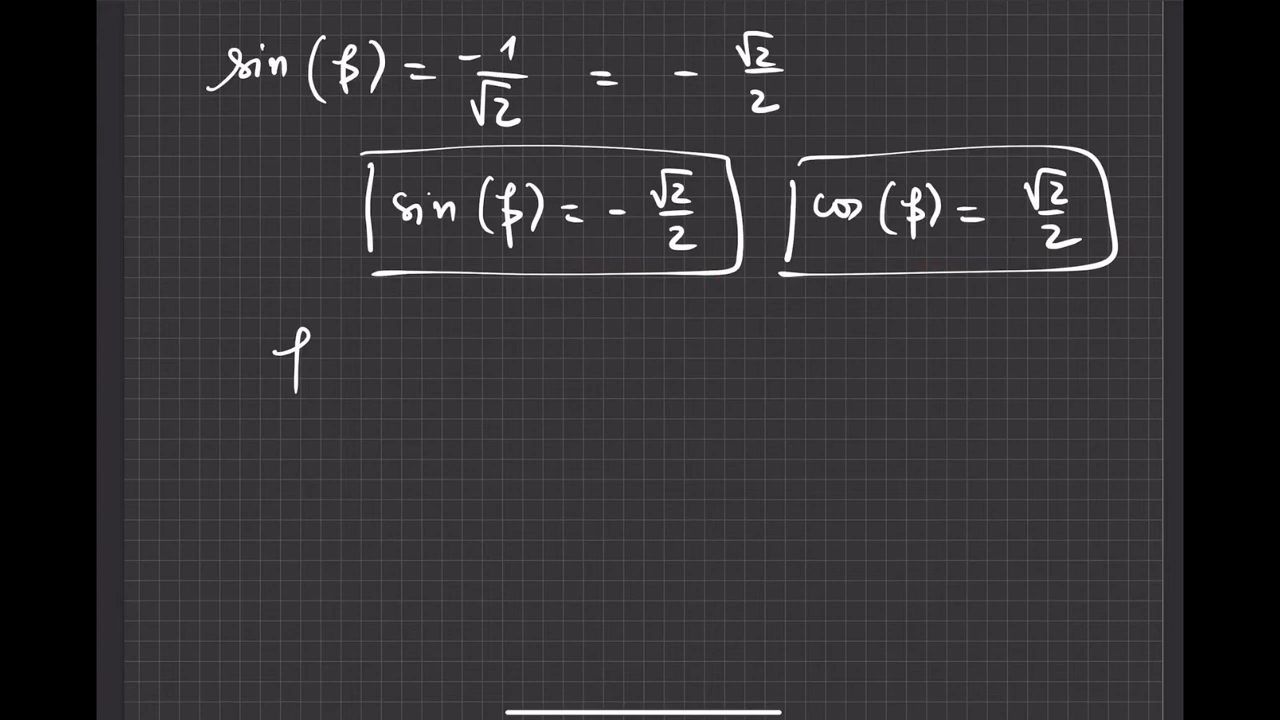 sin (β) = -1/√2 = - √2/2
sin (β) = - √2/2 cos (β) = √2/2